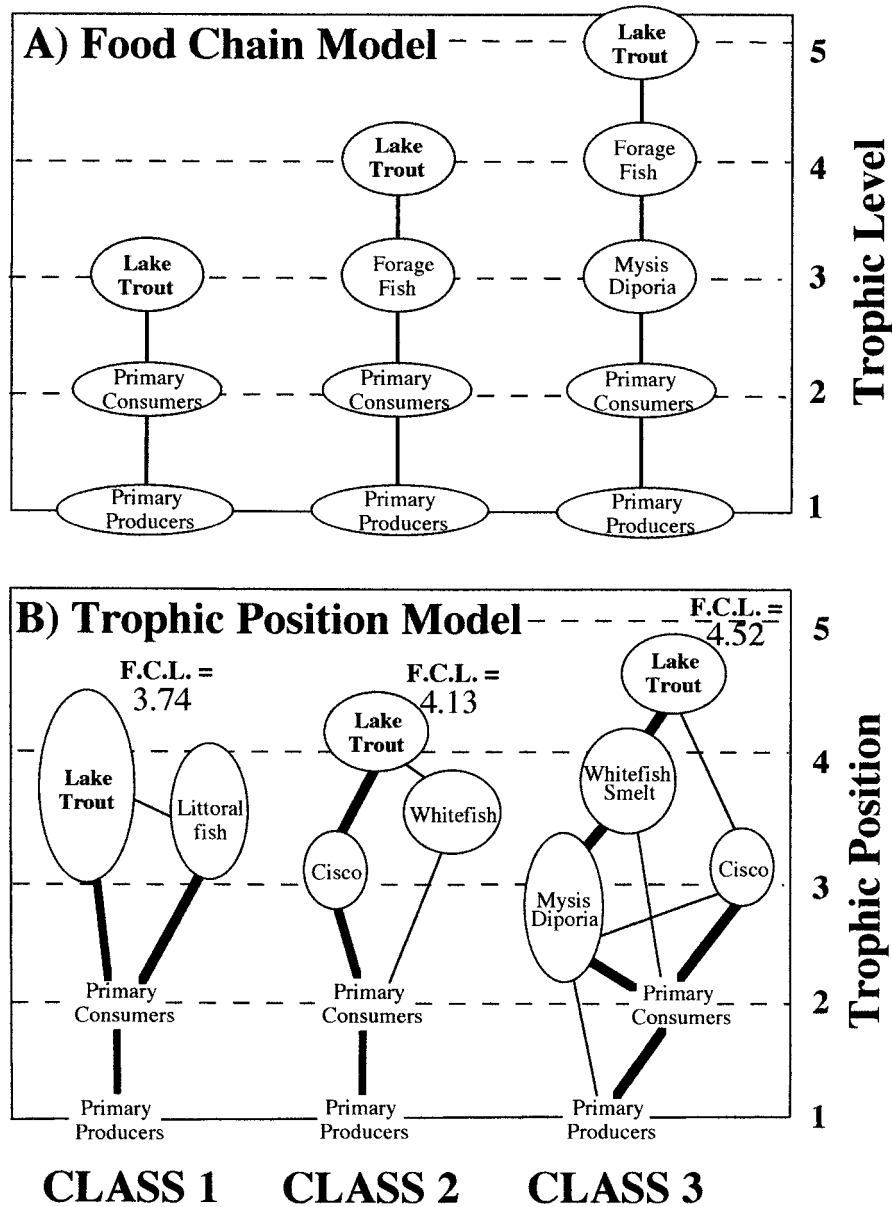 A) Food Chain Model
Lake
Trout
5
Lake
Trout
Forage
Fish
4
Lake
Trout
Forage
Fish
Mysis
Diporia
3
Primary
Consumers
Primary
Consumers
Primary
Consumers
2
Primary
Producers
Primary
Producers
Primary
Producers
1
Trophic Level
B) Trophic Position Model
F.C.L. =
3.74
F.C.L. =
4.13
F.C.L. =
4.52
5
Lake
Trout
Littoral
fish
Lake
Trout
Whitefish
Cisco
Lake
Trout
Whitefish
Smelt
Mysis
Diporia
Cisco
4
3
Primary
Consumers
Primary
Consumers
Primary
Consumers
2
Primary
Producers
Primary
Producers
Primary
Producers
1
Trophic Position
CLASS 1
CLASS 2
CLASS 3